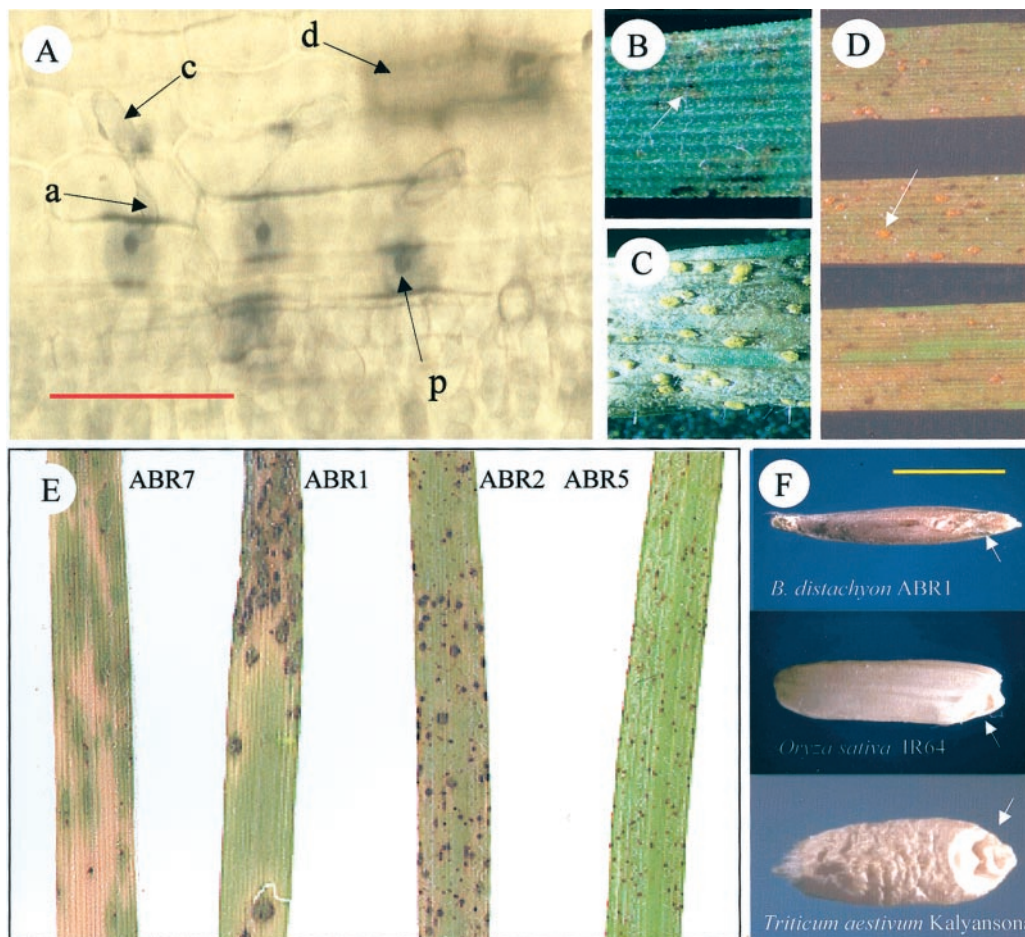 A
c
d
a
p
B
C
D
E
ABR7
ABR1
ABR2
ABR5
F
B. distachyon ABR1
Oryza sativa IR64
Triticum aestivum Kalyanson